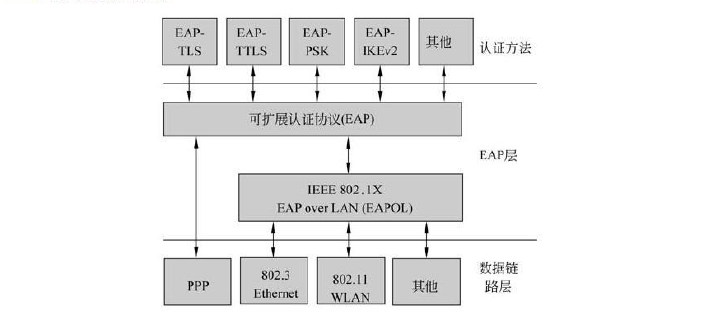 EAP-
TLS
EAP-
TTLS
EAP-
PSK
EAP-
IKEv2
其他
认证方法
可扩展认证协议(EAP)
EAP层
IEEE 802.1X
EAP over LAN (EAPOL)
PPP
802.3
Ethernet
802.11
WLAN
其他
数据链
路层